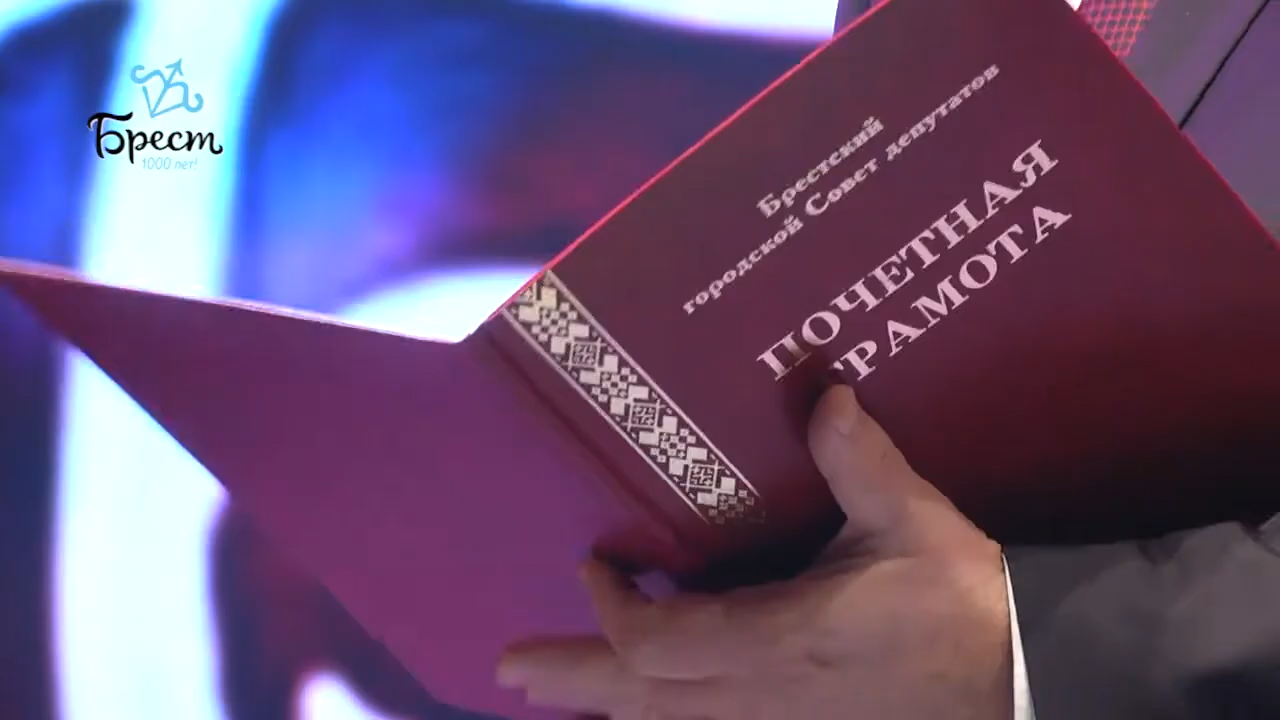 Брест
1000 лет!
Брестский
городской Совет депутатов
ПОЧЕТНАЯ
ГРАМОТА